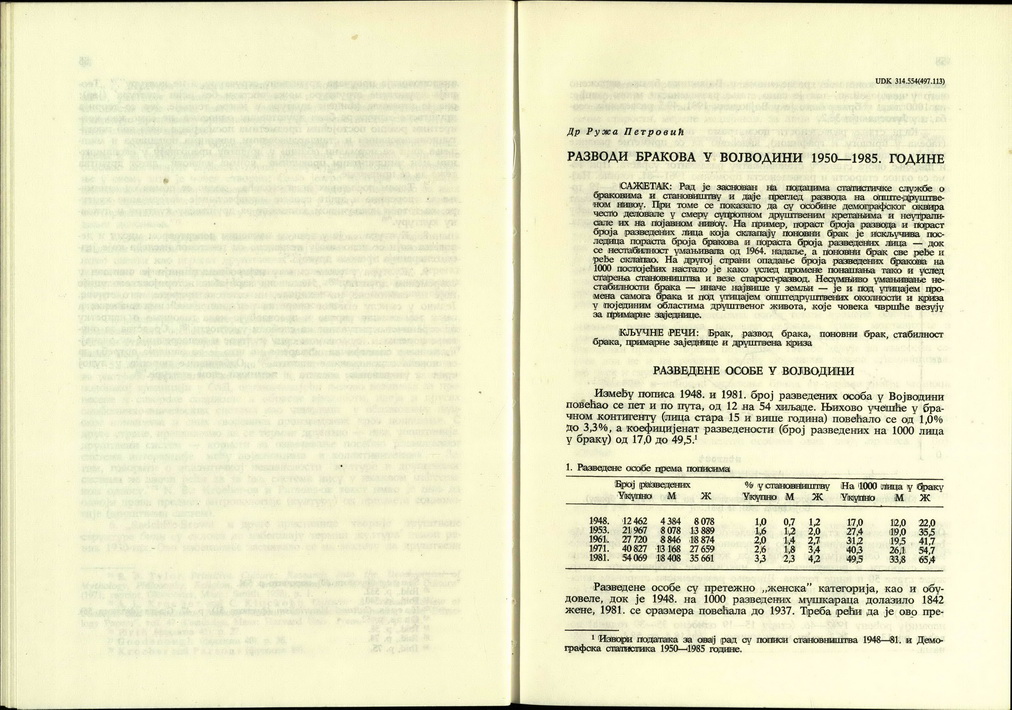 UDK 314.554(497.113)
Др Ружа Петровић
РАЗВОДИ БРАКОВА У ВОЈВОДИНИ 1950—1985. ГОДИНЕ
САЖЕТАК: Рад је заснован на подацима статистичке службе о
браковима и становништву и даје преглед развода на опште-друштве-
ном нивоу. При томе се показало да су особине демографског оквира
често деловале у смеру супротном друштвеним кретањима и неутрали-
сале их на појавном нивоу. На пример, пораст броја развода и пораст
броја разведених лица која склапају поновни брак је искључива пос-
ледица пораста броја бракова и пораста броја разведених лица — док
се нестабилност умањивала од 1964. надаље, а поновни брак све ређе и
ређе склапао. На другој страни опадање броја разведених бракова на
1000 постојећих настало је како услед промене понашања тако и услед
старења становништва и везе старост-развод. Несумњиво умањивање не-
стабилности брака — иначе највише у земљи — је и под утицајем про-
мена самога брака и под утицајем општедруштвених околности и криза
у појединим областима друштвеног живота, које човека чвршће везују
за примарне заједнице.
КЉУЧНЕ РЕЧИ: Брак, развод брака, поновни брак, стабилност
брака, примарне заједнице и друштвена криза
РАЗВЕДЕНЕ ОСОБЕ У ВОЈВОДИНИ
Између пописа 1948. и 1981. број разведених особа у Војводини
повећао се пет и по пута, од 12 на 54 хиљаде. Њихово учешће у бра-
чном контигенту (лица стара 15 и више година) повећало се од 1,0%
до 3,3%, а коефицијенат разведености (број разведених на 1000 лица
у браку) од 17,0 до 49,5.¹
1. Разведене особе према пописима
Број разведених % у становништву На 1000 лица у браку
Укупно М Ж Укупно М Ж Укупно М Ж
1948. 12 462 4 384 8 078 1,0 0,7 1,2 17,0 12,0 22,0
1953. 21 967 8 078 13 889 1,6 1,2 2,0 27,4 19,0 35,5
1961. 27 720 8 846 18 874 2,0 1,4 2,7 31,2 19,5 41,7
1971. 40 827 13 168 27 659 2,6 1,8 3,4 40,3 26,1 54,7
1981. 54 069 18 408 35 661 3,3 2,3 4,2 49,5 33,8 65,4
Разведене особе су претежно „женска” категорија, као и обу-
довеле, док је 1948. на 1000 разведених мушкараца долазило 1842
жене, 1981. се сразмера повећала до 1937. Треба рећи да је ово пре-
¹ Извори података за овај рад су пописи становништва 1948—81. и Демо-
графска статистика 1950—1985 године.